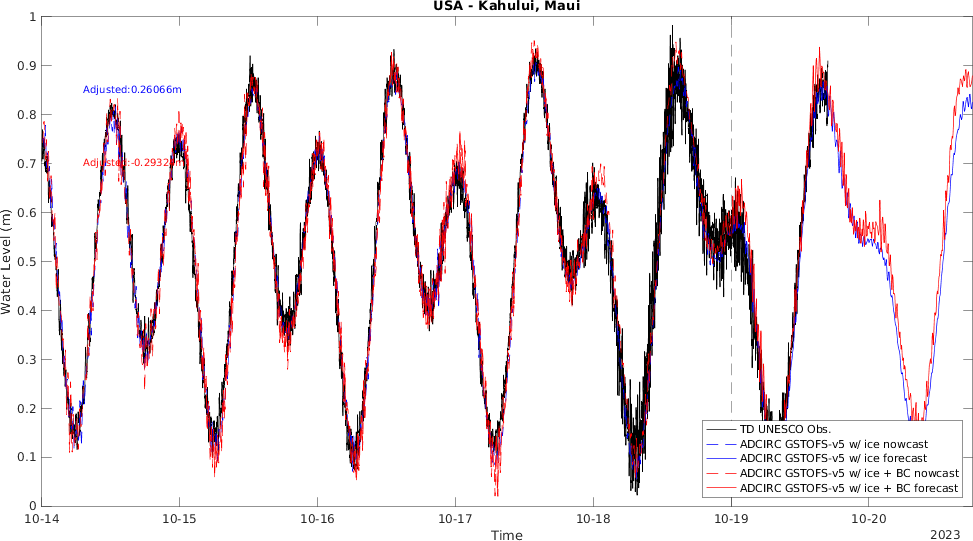 USA - Kahului, Maui
1
0.9
0.8
0.7
0.6
0.5
0.4
0.3
0.2
0.1
0
Water Level (m)
Adjusted:0.26066m
Adjusted:-0.2932
TD UNESCO Obs.
ADCIRC GSTOFS-v5 w/ ice nowcast
ADCIRC GSTOFS-v5 w/ ice forecast
ADCIRC GSTOFS-v5 w/ ice + BC nowcast
ADCIRC GSTOFS-v5 w/ ice + BC forecast
10-14 10-15 10-16 10-17 10-18 10-19 10-20
Time
2023